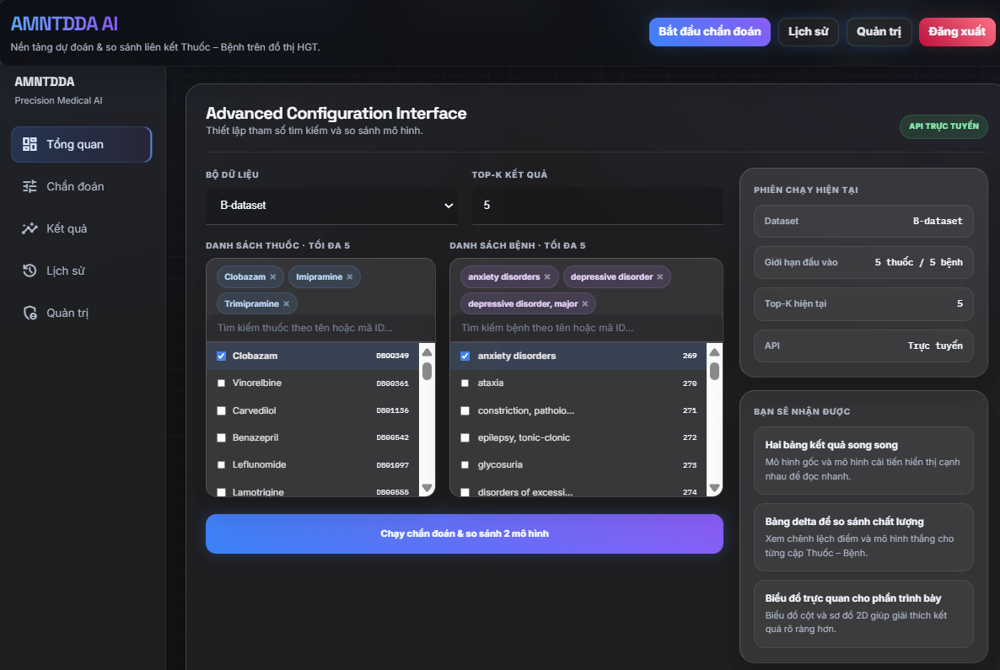 AMNTDDA AI
Nền tảng dự đoán & so sánh liên kết Thuốc – Bệnh trên đồ thị HGT.
Bắt đầu chẩn đoán
Lịch sử
Quản trị
Đăng xuất
AMNTDDA
Precision Medical AI
Tổng quan
Chẩn đoán
Kết quả
Lịch sử
Quản trị
Advanced Configuration Interface
Thiết lập tham số tìm kiếm và so sánh mô hình.
API TRỰC TUYẾN
BỘ DỮ LIỆU
B-dataset
TOP-K KẾT QUẢ
5
DANH SÁCH THUỐC · TỐI ĐA 5
Clobazam ×
Imipramine ×
Trimipramine ×
Tìm kiếm thuốc theo tên hoặc mã ID...
Clobazam DB00349
Vinorelbine DB00361
Carvedilol DB01136
Benazepril DB00542
Leflunomide DB01097
Lamotrigine DB00555
DANH SÁCH BỆNH · TỐI ĐA 5
anxiety disorders ×
depressive disorder ×
depressive disorder, major ×
Tìm kiếm bệnh theo tên hoặc mã ID...
anxiety disorders 269
ataxia 270
constriction, patholo... 271
epilepsy, tonic-clonic 272
glycosuria 273
disorders of excessi... 274
Chạy chẩn đoán & so sánh 2 mô hình
PHIÊN CHẠY HIỆN TẠI
Dataset B-dataset
Giới hạn đầu vào 5 thuốc / 5 bệnh
Top-K hiện tại 5
API Trực tuyến
BẠN SẼ NHẬN ĐƯỢC
Hai bảng kết quả song song
Mô hình gốc và mô hình cải tiến hiển thị cạnh
nhau để đọc nhanh.
Bảng delta để so sánh chất lượng
Xem chênh lệch điểm và mô hình thắng cho
từng cặp Thuốc – Bệnh.
Biểu đồ trực quan cho phần trình bày
Biểu đồ cột và sơ đồ 2D giúp giải thích kết
quả rõ ràng hơn.